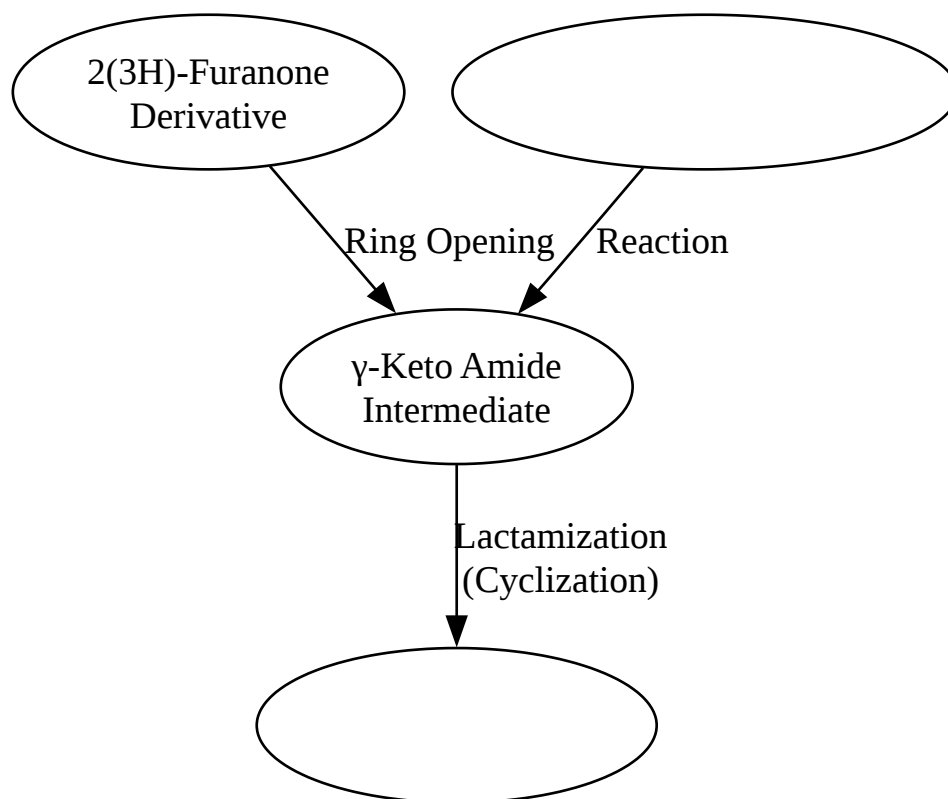 2(3H)-Furanone
Derivative
Ring Opening
Reaction
γ-Keto Amide
Intermediate
Lactamization
(Cyclization)